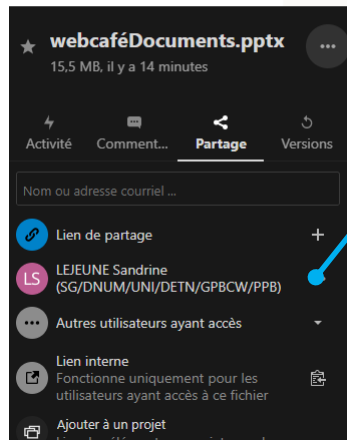 webcaféDocuments.pptx
15,5 MB, il y a 14 minutes
Activité
Comment...
Partage
Versions
Nom ou adresse courriel ...
Lien de partage
LS
LEJEUNE Sandrine
(SG/DNUM/UNI/DETN/GPBCW/PPB)
Autres utilisateurs ayant accès
Lien interne
Fonctionne uniquement pour les
utilisateurs ayant accès à ce fichier
Ajouter à un projet